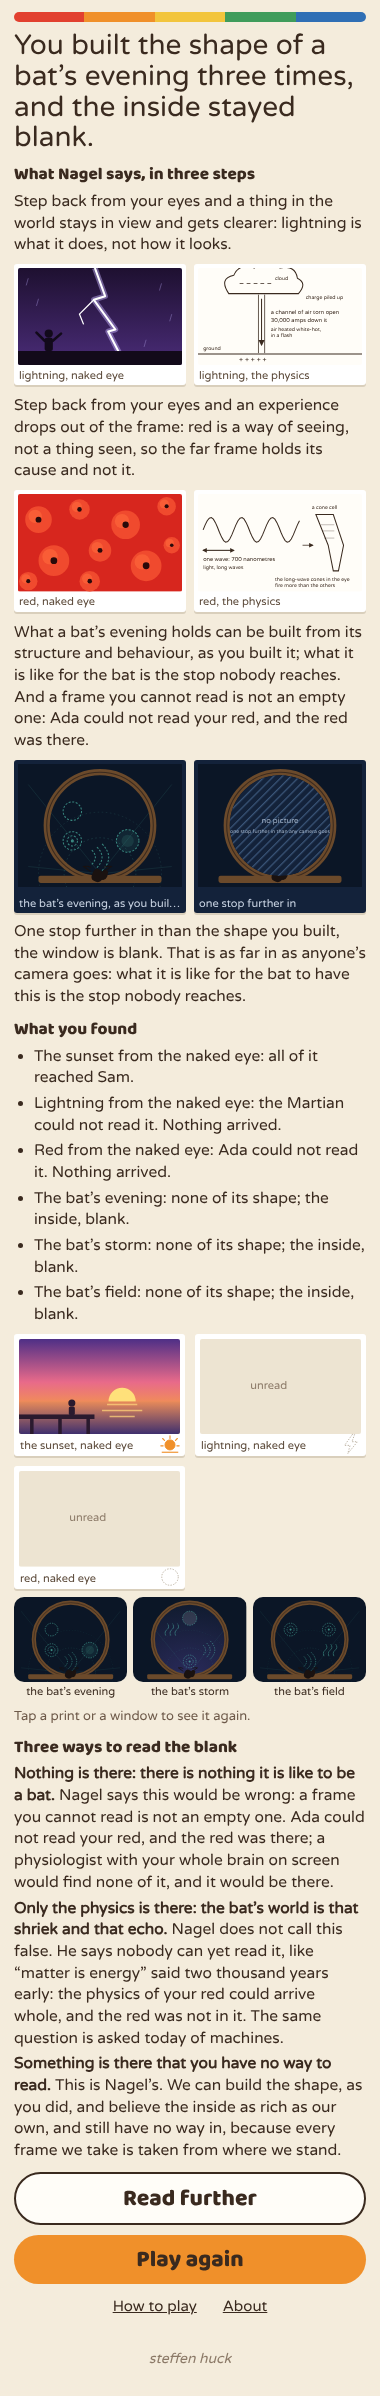 You built the shape of a
bat's evening three times,
and the inside stayed
blank.
What Nagel says, in three steps
Step back from your eyes and a thing in the
world stays in view and gets clearer: lightning is
what it does, not how it looks.
cloud
charge piled up
a channel of air torn open
30,000 amps down it
air heated white-hot,
in a flash
ground
+ + + + +
lightning, naked eye
lightning, the physics
Step back from your eyes and an experience
drops out of the frame: red is a way of seeing,
not a thing seen, so the far frame holds its
cause and not it.
a cone cell
one wave: 700 nanometres
light, long waves
the long-wave cones in the eye
fire more than the others
red, naked eye
red, the physics
What a bat's evening holds can be built from its
structure and behaviour, as you built it; what it
is like for the bat is the stop nobody reaches.
And a frame you cannot read is not an empty
one: Ada could not read your red, and the red
was there.
no picture
one stop further in than any camera goes
the bat's evening, as you buil…
one stop further in
One stop further in than the shape you built,
the window is blank. That is as far in as anyone's
camera goes: what it is like for the bat to have
this is the stop nobody reaches.
What you found
• The sunset from the naked eye: all of it
reached Sam.
• Lightning from the naked eye: the Martian
could not read it. Nothing arrived.
• Red from the naked eye: Ada could not read
it. Nothing arrived.
• The bat's evening: none of its shape; the
inside, blank.
• The bat's storm: none of its shape; the inside,
blank.
• The bat's field: none of its shape; the inside,
blank.
unread
the sunset, naked eye
lightning, naked eye
unread
red, naked eye
the bat's evening
the bat's storm
the bat's field
Tap a print or a window to see it again.
Three ways to read the blank
Nothing is there: there is nothing it is like to be
a bat. Nagel says this would be wrong: a frame
you cannot read is not an empty one. Ada could
not read your red, and the red was there; a
physiologist with your whole brain on screen
would find none of it, and it would be there.
Only the physics is there: the bat's world is that
shriek and that echo. Nagel does not call this
false. He says nobody can yet read it, like
“matter is energy” said two thousand years
early: the physics of your red could arrive
whole, and the red was not in it. The same
question is asked today of machines.
Something is there that you have no way to
read. This is Nagel's. We can build the shape, as
you did, and believe the inside as rich as our
own, and still have no way in, because every
frame we take is taken from where we stand.
Read further
Play again
How to play
About
steffen huck